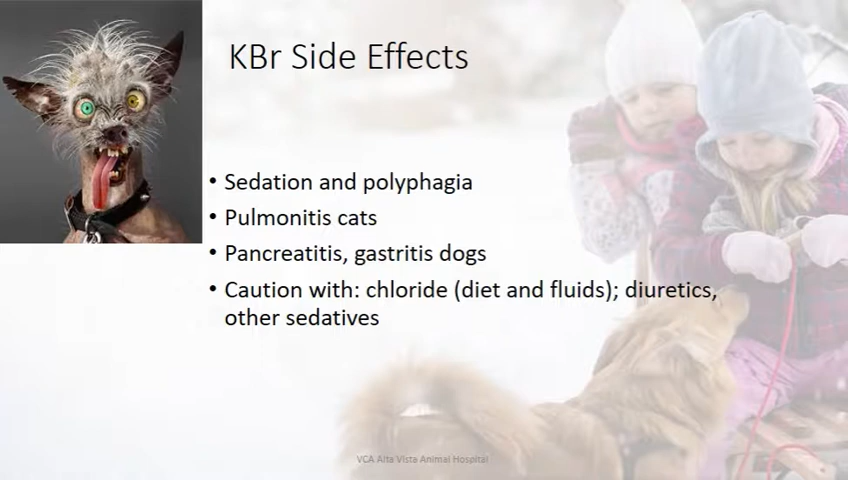 KBr Side Effects
• Sedation and polyphagia
• Pulmonitis cats
• Pancreatitis, gastritis dogs
• Caution with: chloride (diet and fluids); diuretics,
other sedatives
VCA Alta Vista Animal Hospital